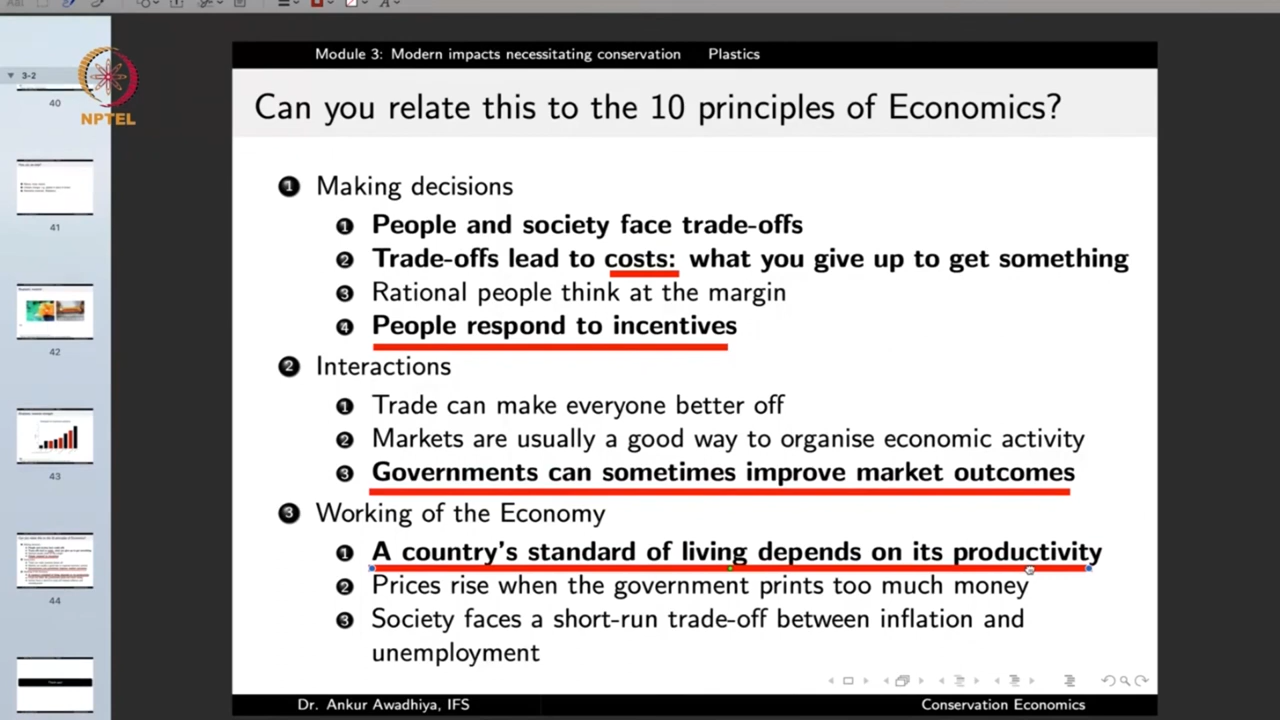 Module 3: Modern impacts necessitating conservation Plastics
3-2
40
NPTEL
Can you relate this to the 10 principles of Economics?
1 Making decisions
1 People and society face trade-offs
2 Trade-offs lead to costs: what you give up to get something
3 Rational people think at the margin
4 People respond to incentives
2 Interactions
1 Trade can make everyone better off
2 Markets are usually a good way to organise economic activity
3 Governments can sometimes improve market outcomes
3 Working of the Economy
1 A country's standard of living depends on its productivity
2 Prices rise when the government prints too much money
3 Society faces a short-run trade-off between inflation and
unemployment
41
42
43
44
Dr. Ankur Awadhiya, IFS
Conservation Economics